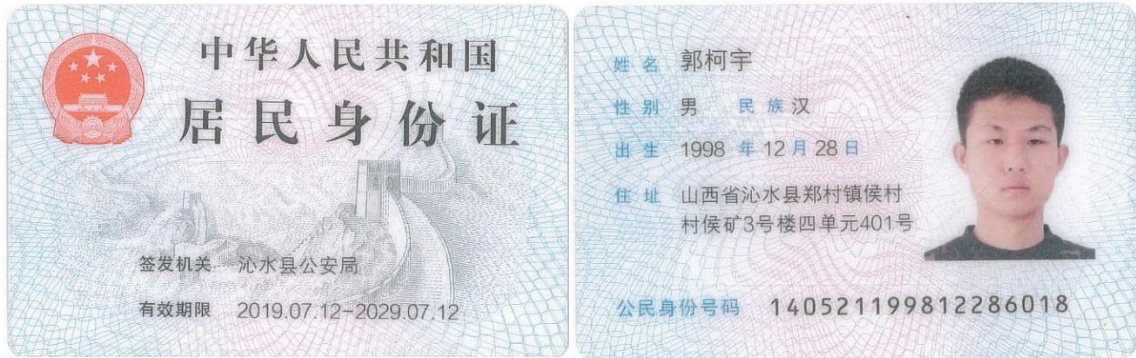 中华人民共和国
居民身份证
签发机关 沁水县公安局
有效期限 2019.07.12-2029.07.12
姓名 郭柯宇
性别 男 民族 汉
出生 1998 年 12 月 28 日
住址 山西省沁水县郑村镇侯村
村侯矿3号楼四单元401号
公民身份号码 140521199812286018